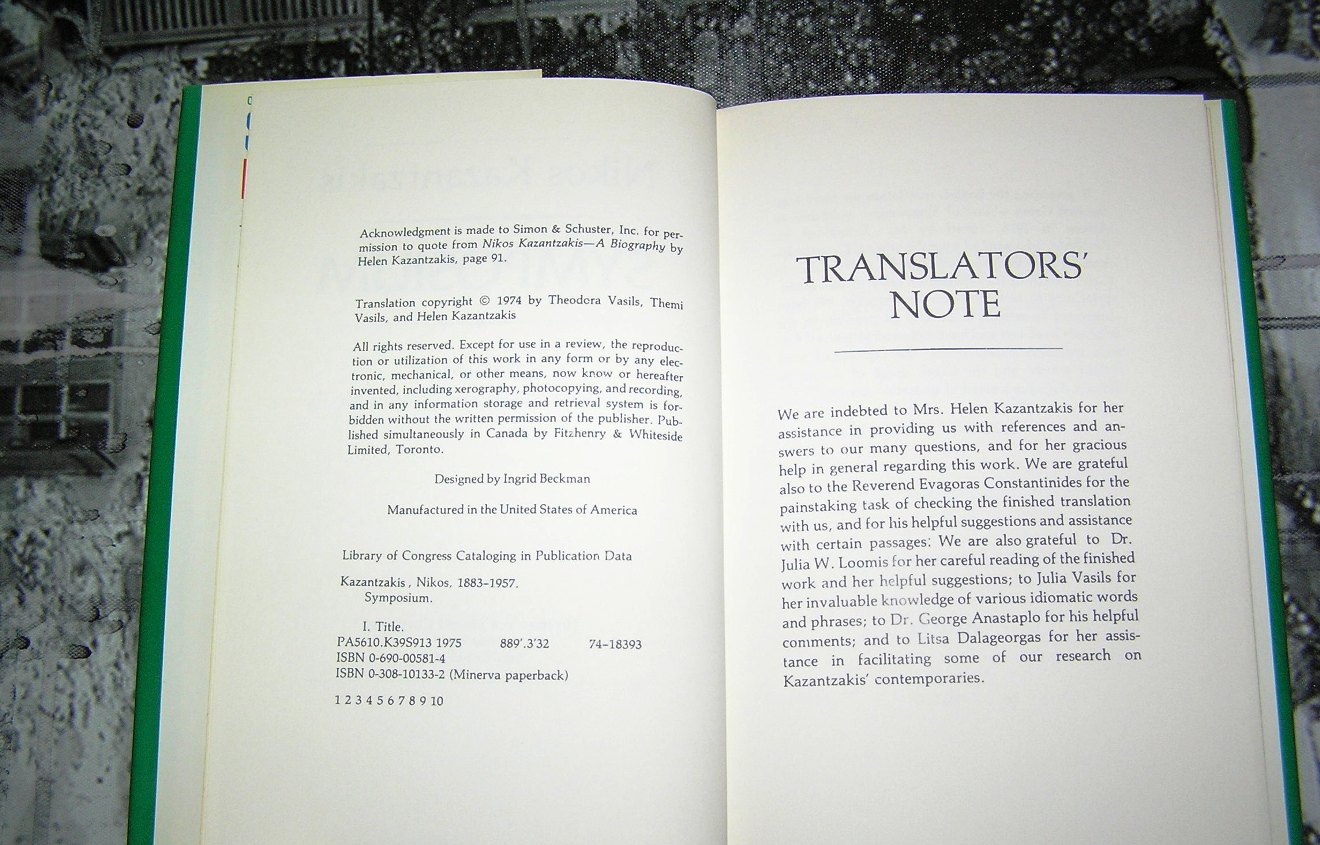 Acknowledgment is made to Simon & Schuster, Inc. for per-
mission to quote from Nikos Kazantzakis—A Biography by
Helen Kazantzakis, page 91.
Translation copyright © 1974 by Theodora Vasils, Themi
Vasils, and Helen Kazantzakis
All rights reserved. Except for use in a review, the reproduc-
tion or utilization of this work in any form or by any elec-
tronic, mechanical, or other means, now know or hereafter
invented, including xerography, photocopying, and recording,
and in any information storage and retrieval system is for-
bidden without the written permission of the publisher. Pub-
lished simultaneously in Canada by Fitzhenry & Whiteside
Limited, Toronto.
Designed by Ingrid Beckman
Manufactured in the United States of America
Library of Congress Cataloging in Publication Data
Kazantzakis, Nikos, 1883–1957.
Symposium.
I. Title.
PA5610.K39S913 1975 889'.3'32 74–18393
ISBN 0-690-00581-4
ISBN 0-308-10133-2 (Minerva paperback)
1 2 3 4 5 6 7 8 9 10
TRANSLATORS'
NOTE
We are indebted to Mrs. Helen Kazantzakis for her
assistance in providing us with references and an-
swers to our many questions, and for her gracious
help in general regarding this work. We are grateful
also to the Reverend Evagoras Constantinides for the
painstaking task of checking the finished translation
with us, and for his helpful suggestions and assistance
with certain passages. We are also grateful to Dr.
Julia W. Loomis for her careful reading of the finished
work and her helpful suggestions; to Julia Vasils for
her invaluable knowledge of various idiomatic words
and phrases; to Dr. George Anastaplo for his helpful
comments; and to Litsa Dalageorgas for her assis-
tance in facilitating some of our research on
Kazantzakis' contemporaries.